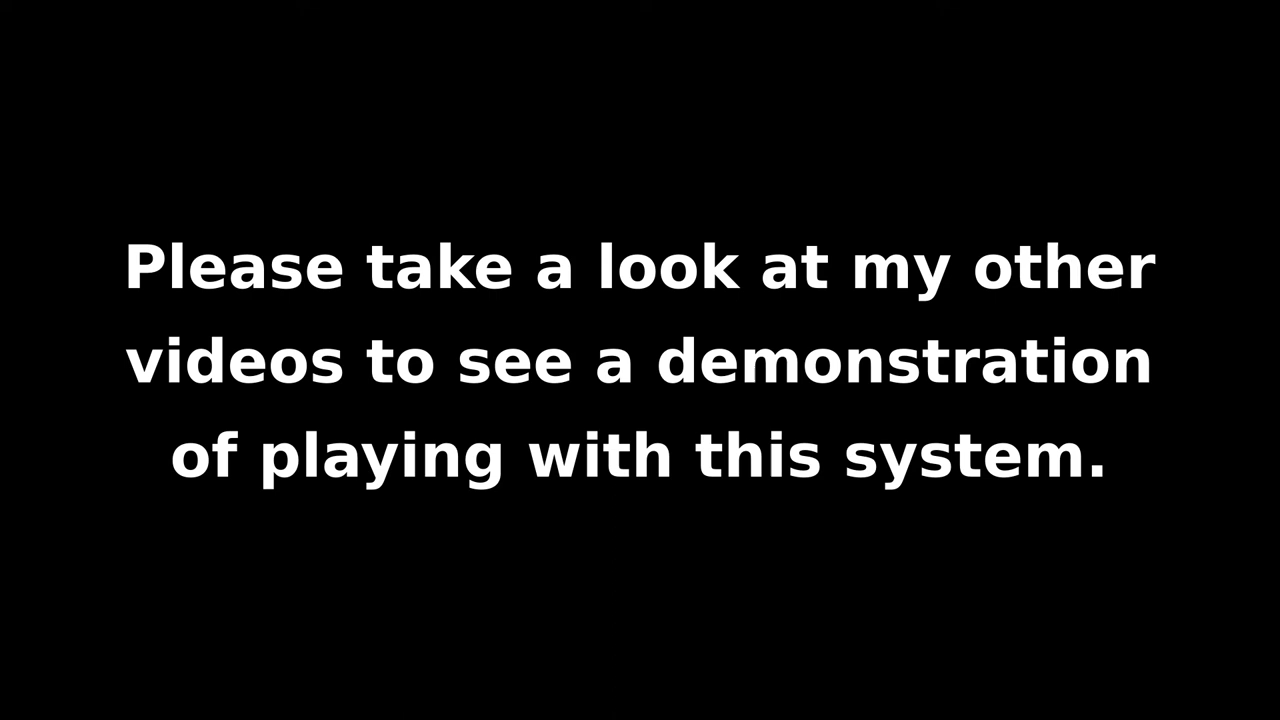 Please take a look at my other
videos to see a demonstration
of playing with this system.